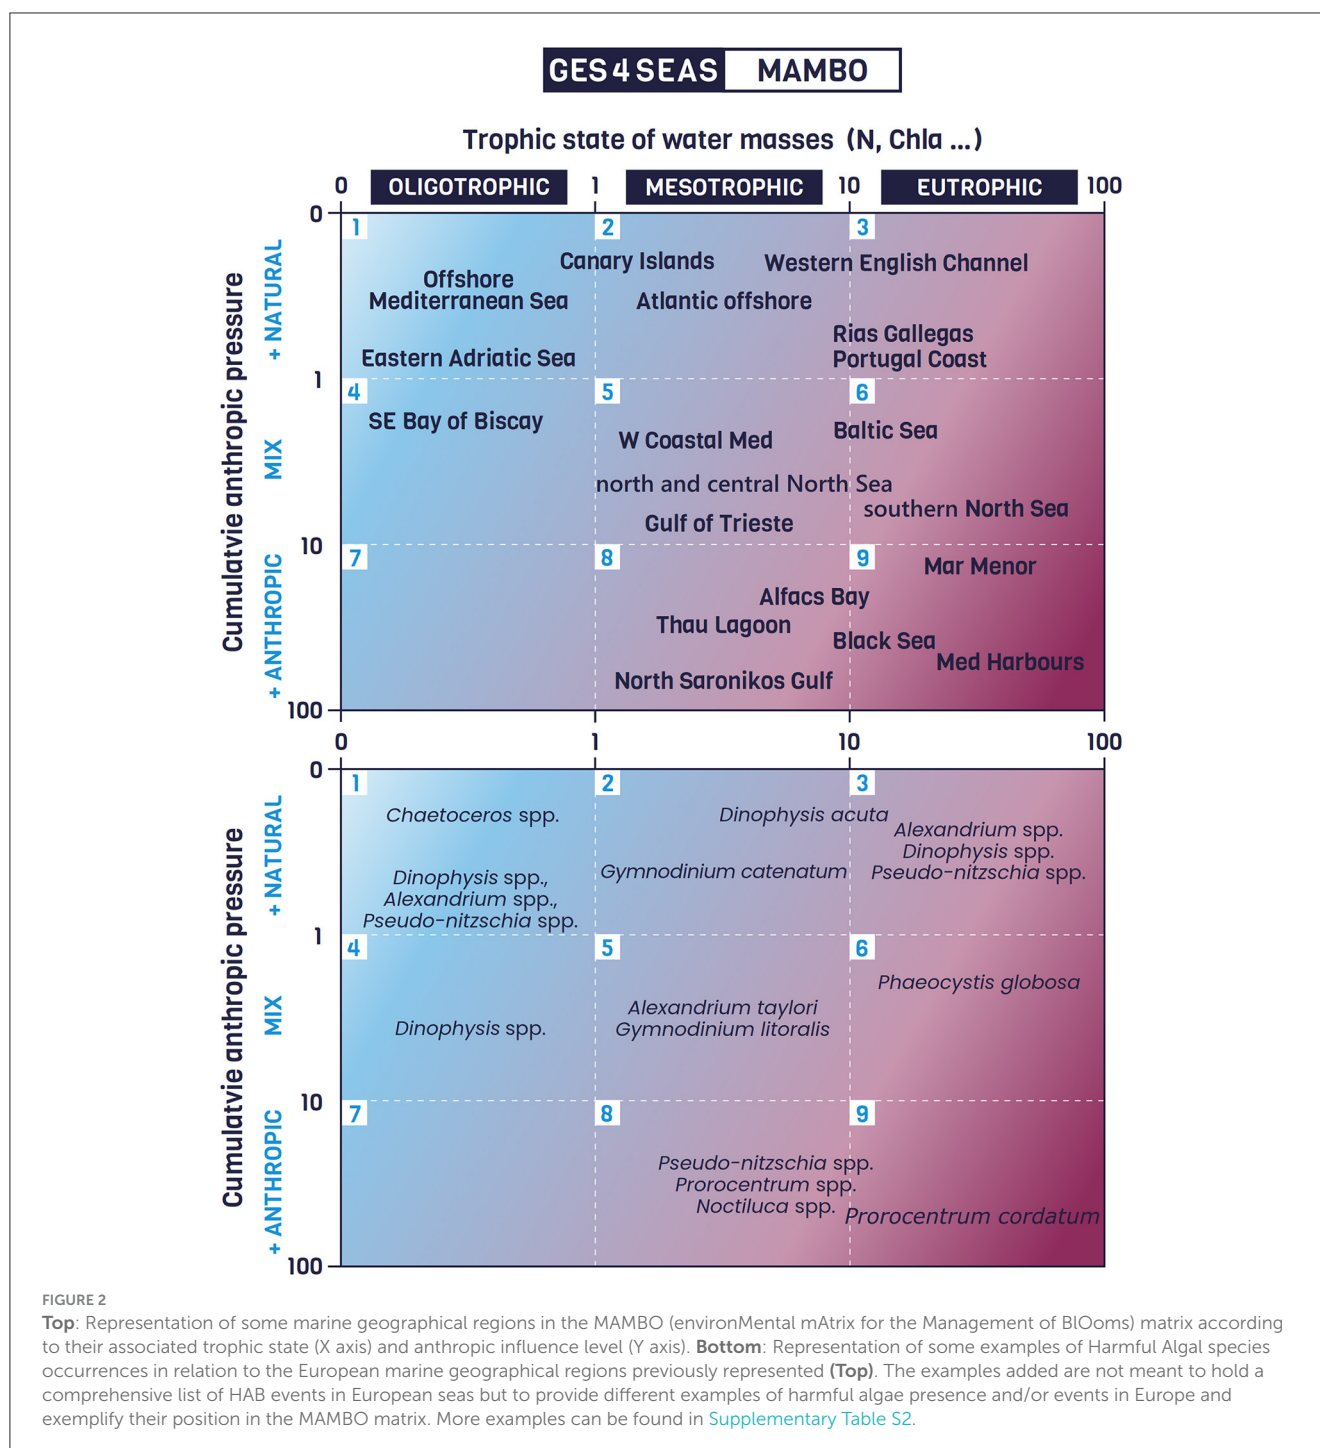 GES4SEAS MAMBO
Trophic state of water masses (N, Chla ...)
0 OLIGOTROPHIC 1 MESOTROPHIC 10 EUTROPHIC 100
Cumulatvie anthropic pressure
+ NATURAL
MIX
+ ANTHROPIC
0
1 2 3
Canary Islands Western English Channel
Offshore
Mediterranean Sea Atlantic offshore
Rias Gallegas
Eastern Adriatic Sea Portugal Coast
1
4 5 6
SE Bay of Biscay Baltic Sea
W Coastal Med
north and central North Sea
southern North Sea
Gulf of Trieste
10
7 8 9
Mar Menor
Alfacs Bay
Thau Lagoon
Black Sea
Med Harbours
North Saronikos Gulf
100
0 1 10 100
Cumulatvie anthropic pressure
+ NATURAL
MIX
+ ANTHROPIC
0
1 2 3
Chaetoceros spp. Dinophysis acuta
Alexandrium spp.
Dinophysis spp.
Gymnodinium catenatum Pseudo-nitzschia spp.
Dinophysis spp.,
Alexandrium spp.,
Pseudo-nitzschia spp.
1
4 5 6
Phaeocystis globosa
Alexandrium taylori
Dinophysis spp. Gymnodinium litoralis
10
7 8 9
Pseudo-nitzschia spp.
Prorocentrum spp.
Noctiluca spp.
Prorocentrum cordatum
100
FIGURE 2
Top: Representation of some marine geographical regions in the MAMBO (environMental mAtrix for the Management of BlOoms) matrix according
to their associated trophic state (X axis) and anthropic influence level (Y axis). Bottom: Representation of some examples of Harmful Algal species
occurrences in relation to the European marine geographical regions previously represented (Top). The examples added are not meant to hold a
comprehensive list of HAB events in European seas but to provide different examples of harmful algae presence and/or events in Europe and
exemplify their position in the MAMBO matrix. More examples can be found in Supplementary Table S2.